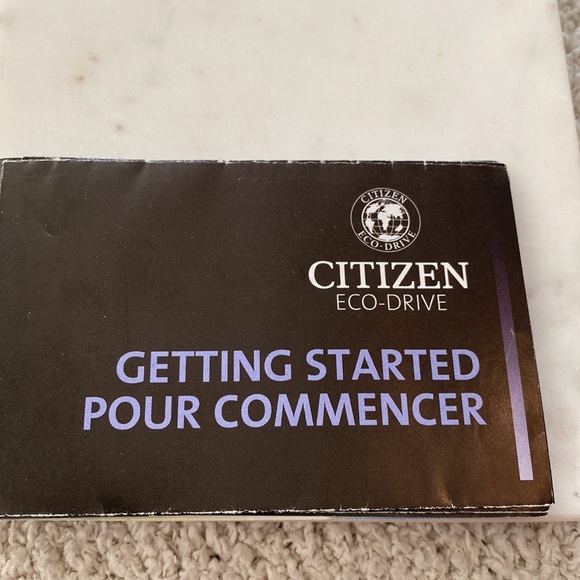 CITIZEN
ECO-DRIVE
CITIZEN
ECO-DRIVE
GETTING STARTED
POUR COMMENCER